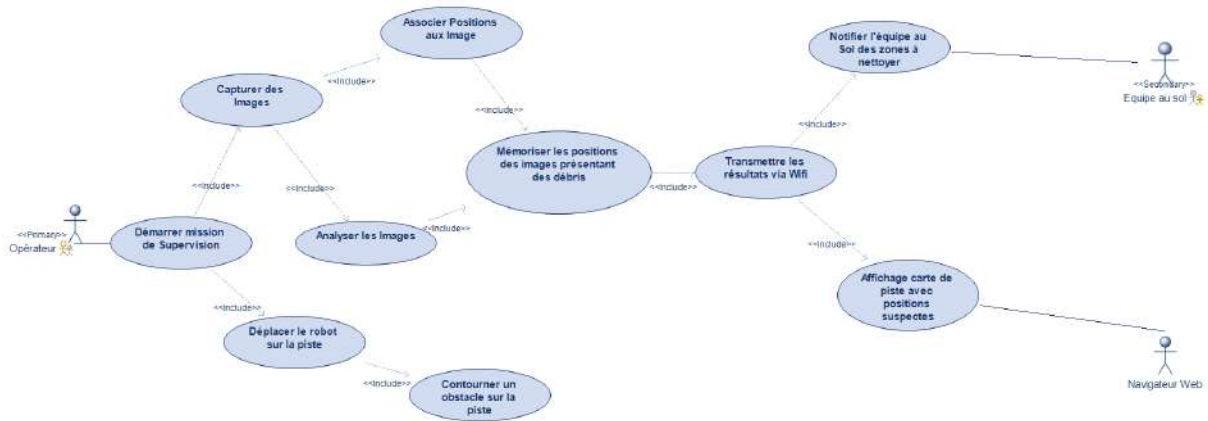 Associer Positions
aux Image
<<Include>>
Capturer des
Images
<<Include>>
<<Include>>
<<Include>>
Mémoriser les positions
des images présentant
des débris
<<Include>>
Analyser les Images
<<Primary>>
Opérateur
Démarrer mission
de Supervision
<<Include>>
Déplacer le robot
sur la piste
<<Include>>
Contourner un
obstacle sur la
piste
<<Include>>
Transmettre les
résultats via Wifi
<<Include>>
Notifier l'équipe au
Sol des zones à
nettoyer
<<Secondary>>
Equipe au sol
<<Include>>
Affichage carte de
piste avec
positions
suspectes
Navigateur Web